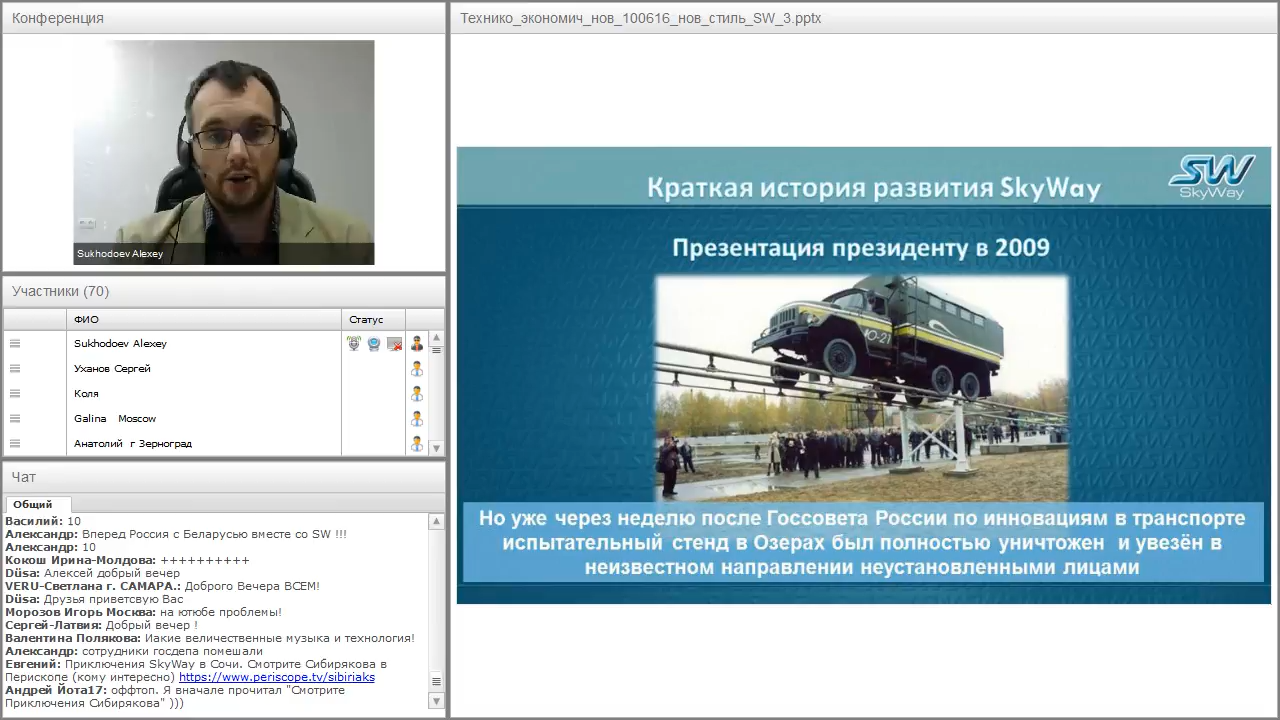 Конференция
Sukhodoev Alexey
Участники (70)
ФИО
Статус
Sukhodoev Alexey
Уханов Сергей
Коля
Galina Moscow
Анатолий г Зерноград
Чат
Общий
Василий: 10
Александр: Вперед Россия с Беларусью вместе со SW !!!
Александр: 10
Кокош Ирина-Молдова: ++++++++++
Düsa: Алексей добрый вечер
VERU-Светлана г. САМАРА.: Доброго Вечера ВСЕМ!
Düsa: Друзья приветсвую Вас
Морозов Игорь Москва: на ютюбе проблемы!
Сергей-Латвия: Добрый вечер !
Валентина Полякова: Иакие величественные музыка и технология!
Александр: сотрудники госдепа помешали
Евгений: Приключения SkyWay в Сочи. Смотрите Сибирякова в
Перископе (кому интересно) https://www.periscope.tv/sibiriaks
Андрей Йота17: оффтоп. Я вначале прочитал "Смотрите
Приключения Сибирякова" )))
Технико_экономич_нов_100616_нов_стиль_SW_3.pptx
Краткая история развития SkyWay
SW
SkyWay
Презентация президенту в 2009
Ю-21
Но уже через неделю после Госсовета России по инновациям в транспорте
испытательный стенд в Озерах был полностью уничтожен и увезён в
неизвестном направлении неустановленными лицами